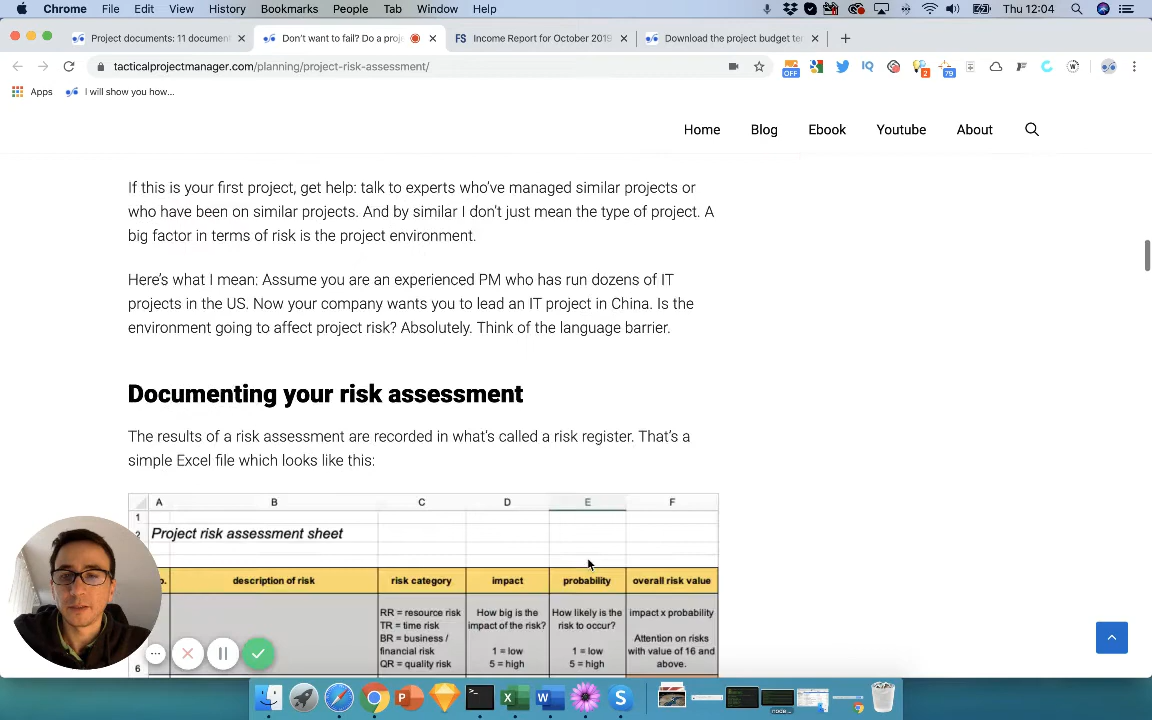 Chrome File Edit View History Bookmarks People Tab Window Help Thu 12:04
Project documents: 11 document
Don't want to fail? Do a proj
Income Report for October 2019
Download the project budget te
tacticalprojectmanager.com/planning/project-risk-assessment/
OFF
IQ
2
79
Apps I will show you how...
Home Blog Ebook Youtube About
If this is your first project, get help: talk to experts who've managed similar projects or
who have been on similar projects. And by similar I don't just mean the type of project. A
big factor in terms of risk is the project environment.
Here's what I mean: Assume you are an experienced PM who has run dozens of IT
projects in the US. Now your company wants you to lead an IT project in China. Is the
environment going to affect project risk? Absolutely. Think of the language barrier.
Documenting your risk assessment
The results of a risk assessment are recorded in what's called a risk register. That's a
simple Excel file which looks like this:
A B C D E F
1
2 Project risk assessment sheet
description of risk risk category impact probability overall risk value
RR = resource risk
TR = time risk
BR = business /
financial risk
QR = quality risk
How big is the
impact of the risk?
1 = low
5 = high
How likely is the
risk to occur?
1 = low
5 = high
impact x probability
Attention on risks
with value of 16 and
above.
6